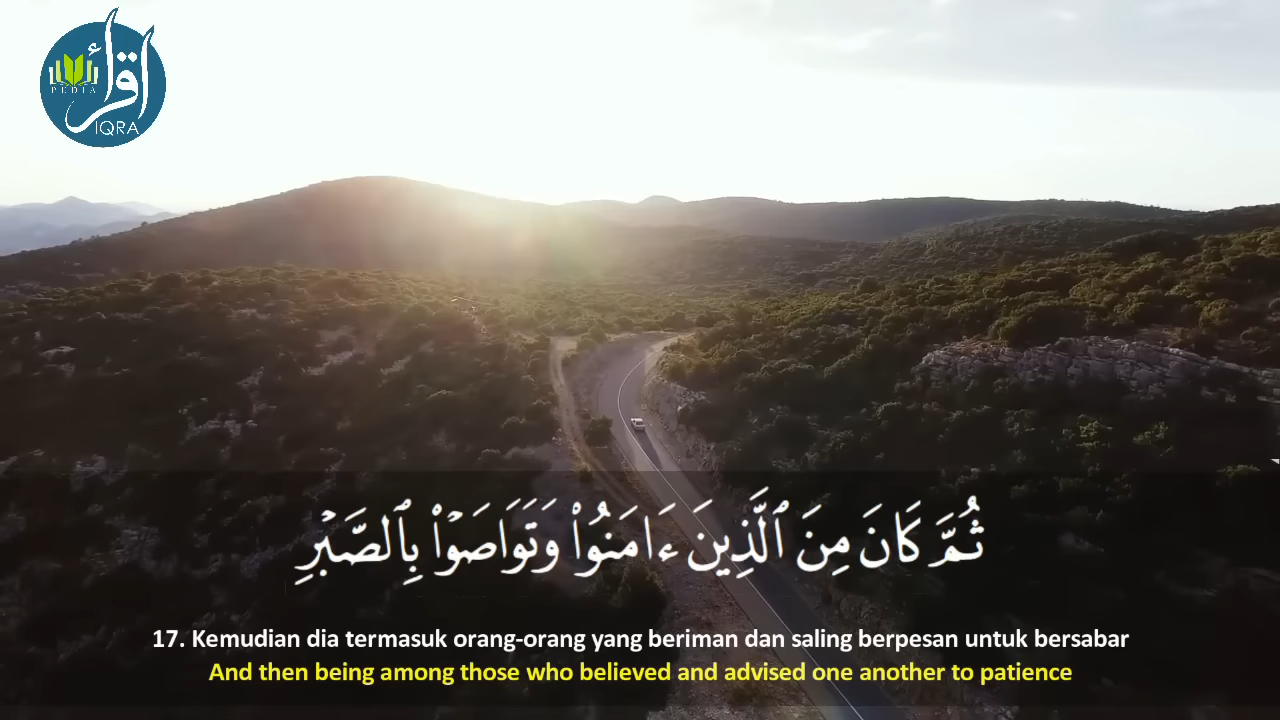 اقرأ
PEDIA
IQRA
ثُمَّ كَانَ مِنَ ٱلَّذِينَ ءَامَنُوا۟ وَتَوَاصَوْا۟ بِٱلصَّبْرِ
17. Kemudian dia termasuk orang-orang yang beriman dan saling berpesan untuk bersabar
And then being among those who believed and advised one another to patience